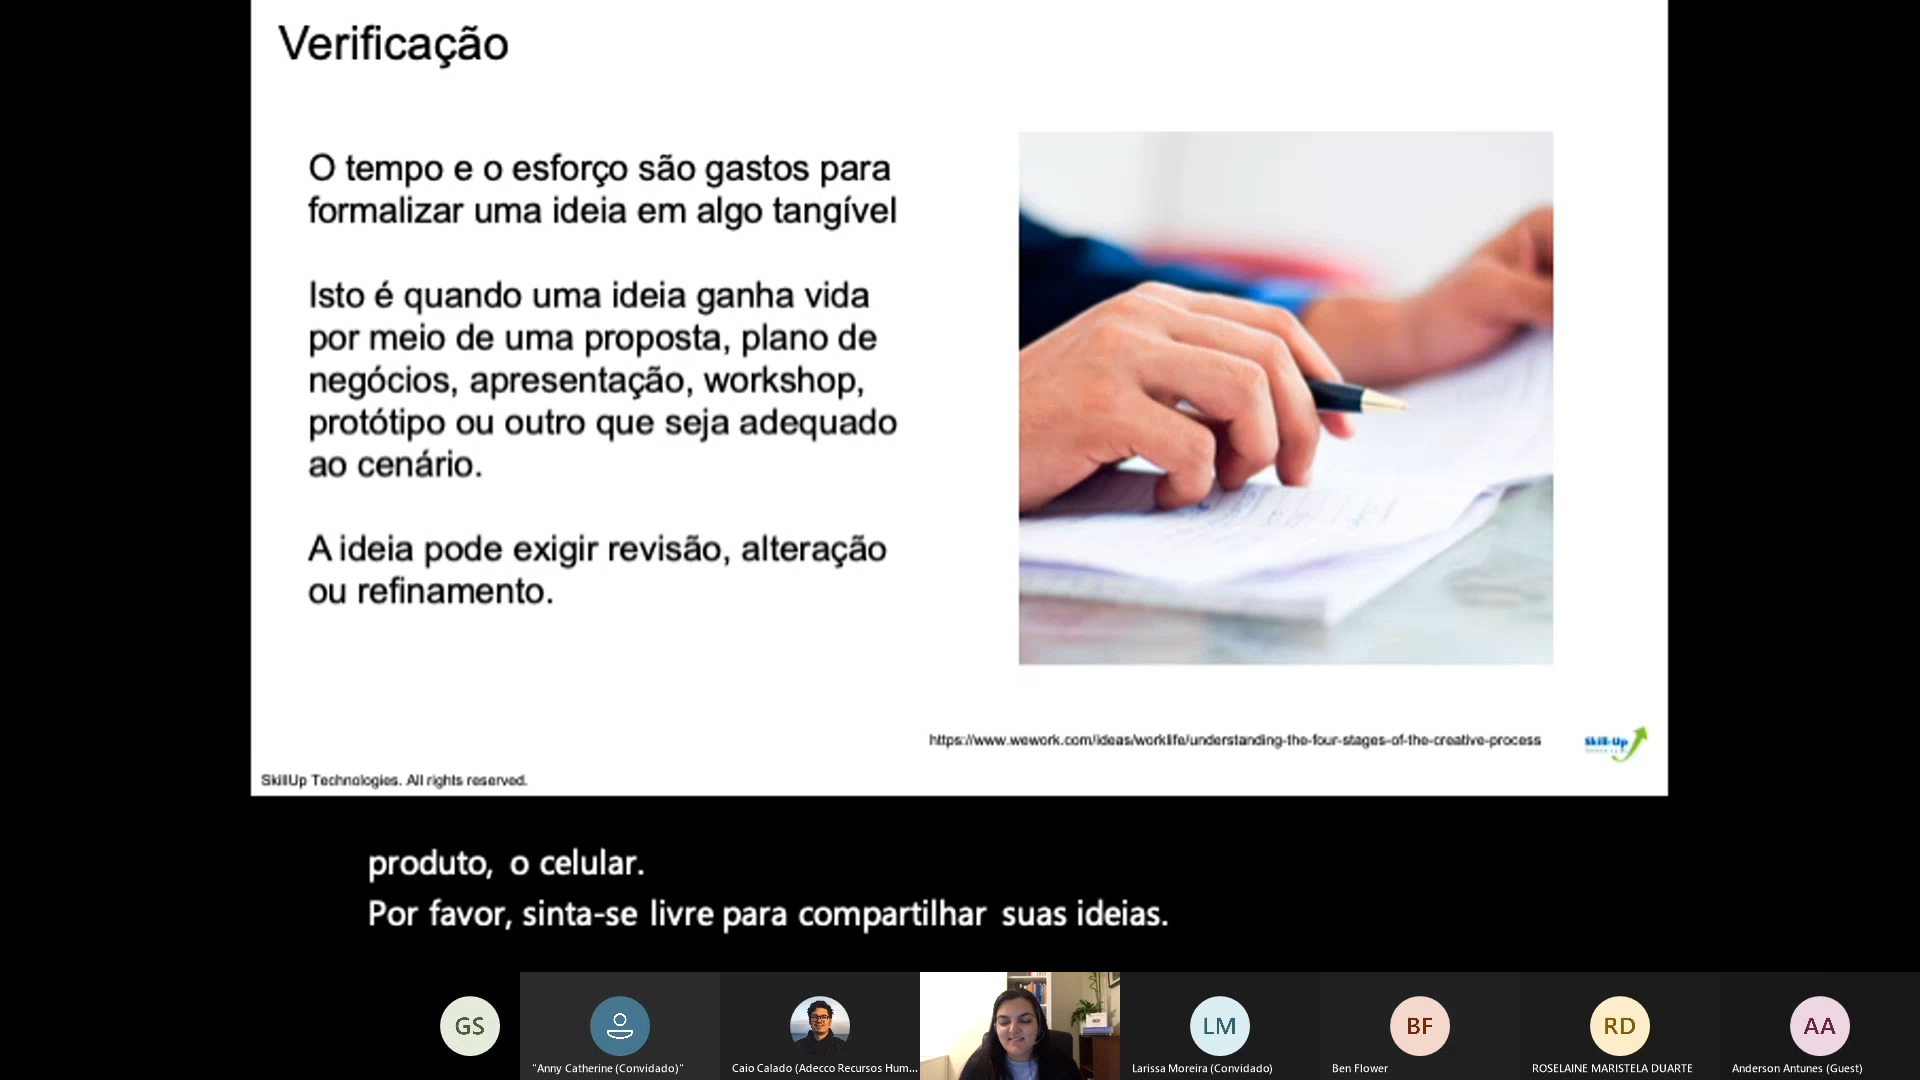 Verificação
O tempo e o esforço são gastos para
formalizar uma ideia em algo tangível
Isto é quando uma ideia ganha vida
por meio de uma proposta, plano de
negócios, apresentação, workshop,
protótipo ou outro que seja adequado
ao cenário.
A ideia pode exigir revisão, alteração
ou refinamento.
https://www.wework.com/ideas/worklife/understanding-the-four-stages-of-the-creative-process
Skill-Up
SkillUp Technologies. All rights reserved.
produto, o celular.
Por favor, sinta-se livre para compartilhar suas ideias.
GS
LM
BF
RD
AA
"Anny Catherine (Convidado)"
Caio Calado (Adecco Recursos Hum...
Larissa Moreira (Convidado)
Ben Flower
ROSELAINE MARISTELA DUARTE
Anderson Antunes (Guest)